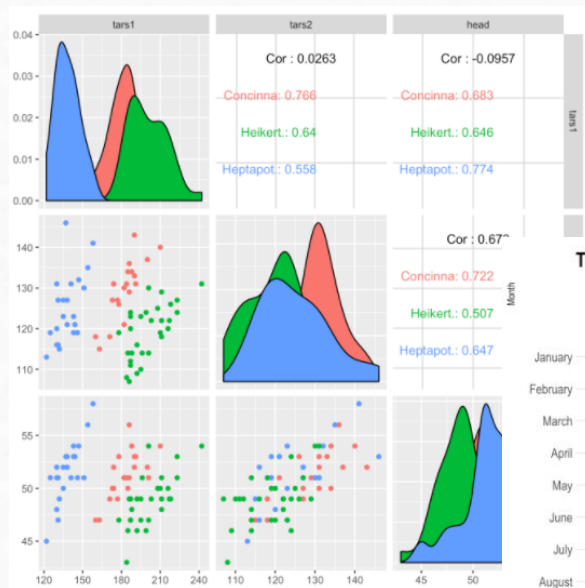 tars1 tars2 head
0.04
0.03
0.02
0.01
0.00
Cor : 0.0263
Concinna: 0.766
Heikert.: 0.64
Heptapot.: 0.558
Cor : -0.0957
Concinna: 0.683
Heikert.: 0.646
Heptapot.: 0.774
tars1
140
130
120
110
Cor : 0.67
Concinna: 0.722
Heikert.: 0.507
Heptapot.: 0.647
Month
T
January
February
March
April
May
June
July
August
55
50
45
120 150 180 210 240
110 120 130 140
45 50